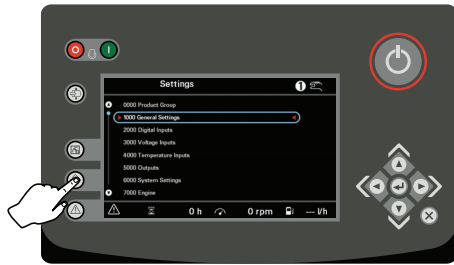 Settings
1
0000 Product Group
1000 General Settings
2000 Digital Inputs
3000 Voltage Inputs
4000 Temperature Inputs
5000 Outputs
6000 System Settings
7000 Engine
0 h 0 rpm --- l/h